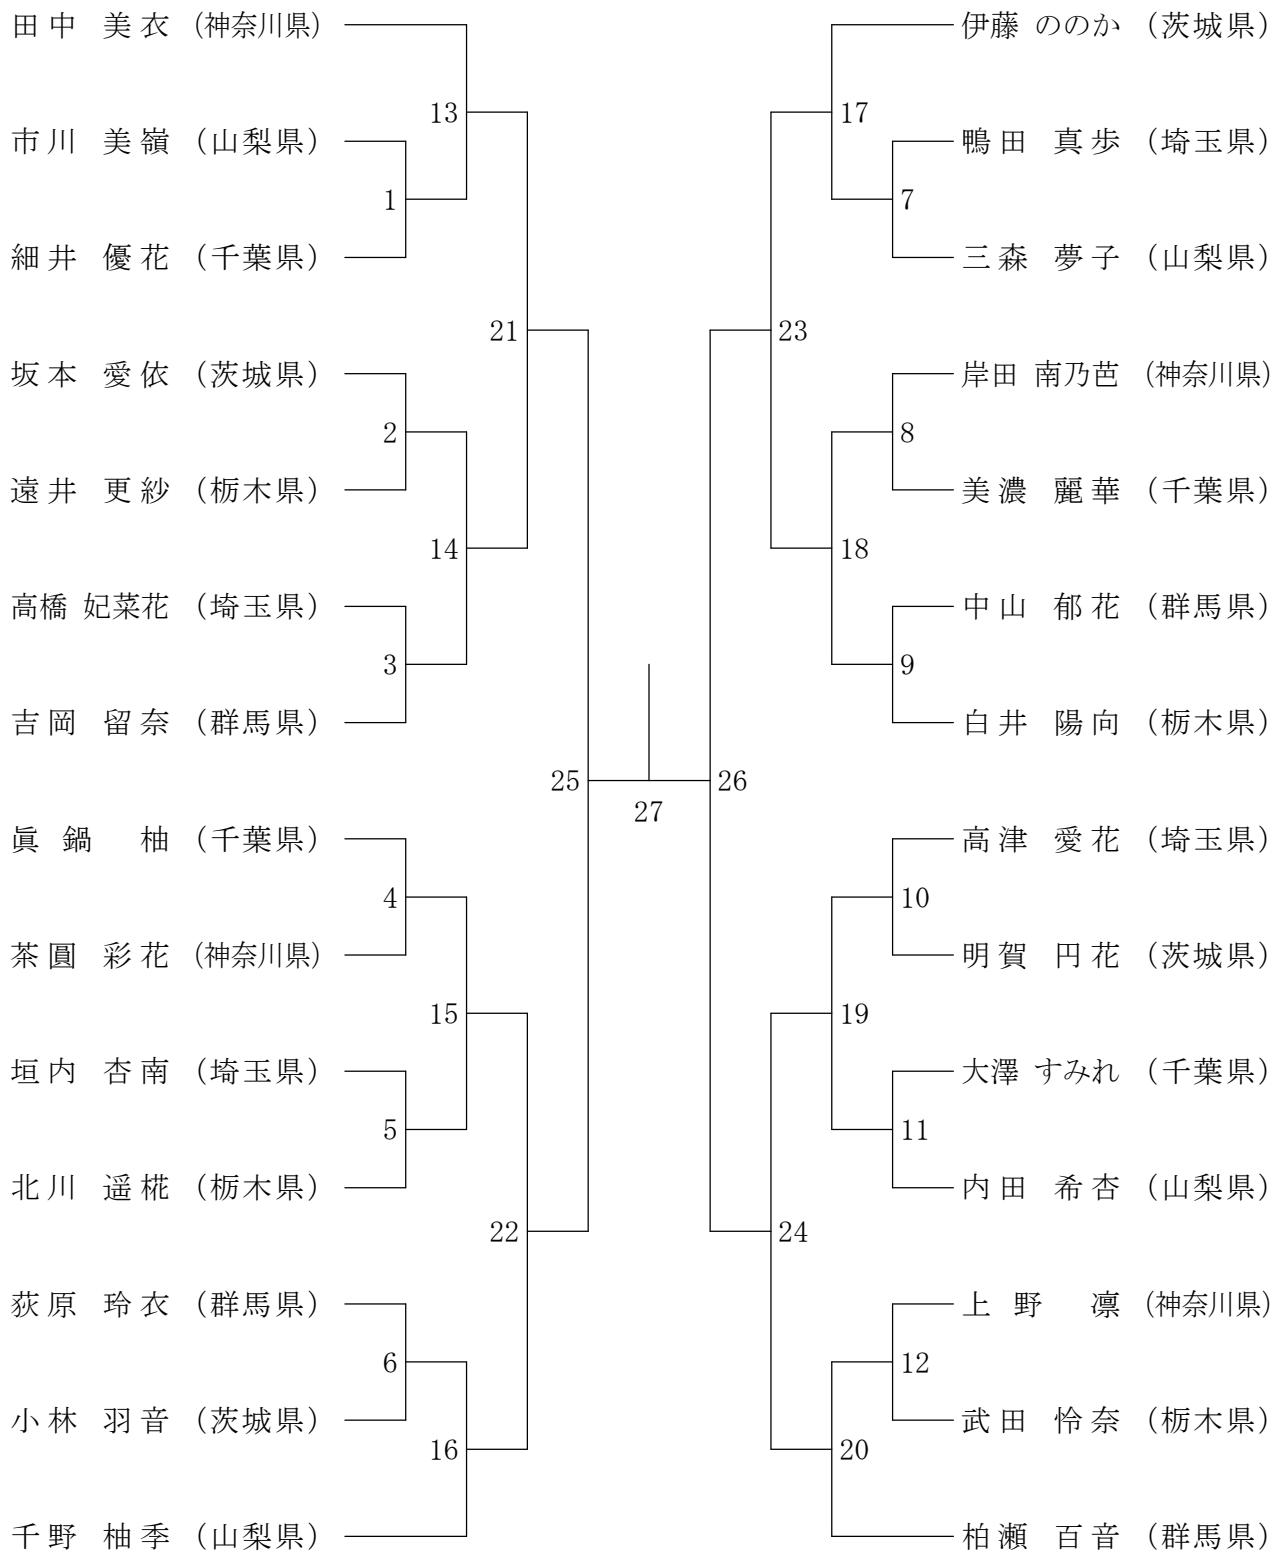 田中 美衣 (神奈川県)
13
市川 美嶺 (山梨県)
1
細井 優花 (千葉県)
21
坂本 愛依 (茨城県)
2
遠井 更紗 (栃木県)
14
高橋 妃菜花 (埼玉県)
3
吉岡 留奈 (群馬県)
25
眞鍋 柚 (千葉県)
4
茶圓 彩花 (神奈川県)
15
垣内 杏南 (埼玉県)
5
北川 遥椛 (栃木県)
22
荻原 玲衣 (群馬県)
6
小林 羽音 (茨城県)
16
千野 柚季 (山梨県)
27
伊藤 ののか (茨城県)
17
鴨田 真歩 (埼玉県)
7
三森 夢子 (山梨県)
23
岸田 南乃芭 (神奈川県)
8
美濃 麗華 (千葉県)
18
中山 郁花 (群馬県)
9
白井 陽向 (栃木県)
26
高津 愛花 (埼玉県)
10
明賀 円花 (茨城県)
19
大澤 すみれ (千葉県)
11
内田 希杏 (山梨県)
24
上野 凛 (神奈川県)
12
武田 怜奈 (栃木県)
20
柏瀬 百音 (群馬県)